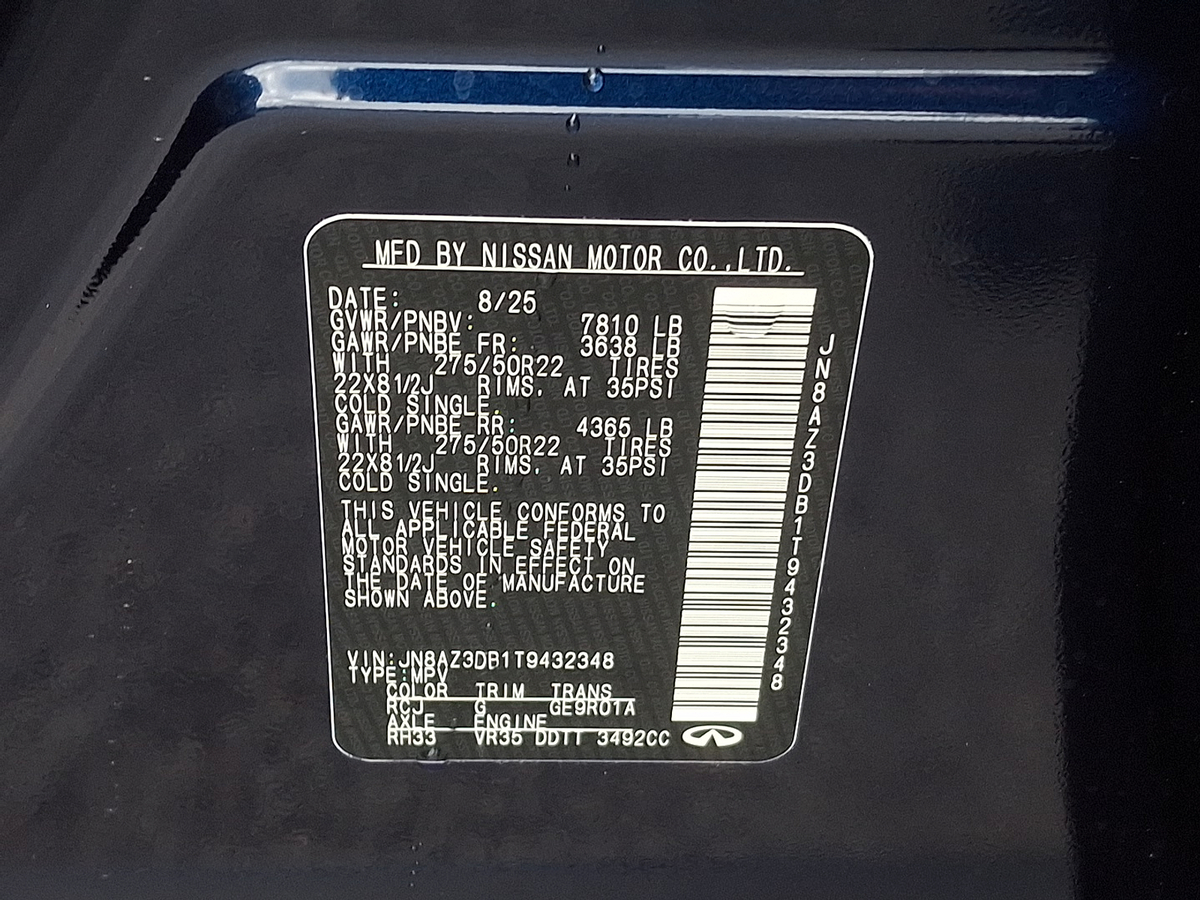 MFD BY NISSAN MOTOR CO.,LTD.
DATE: 8/25
GVWR/PNBV: 7810 LB
GAWR/PNBE FR: 3638 LB
WITH 275/50R22 TIRES
22X81/2J RIMS. AT 35PSI
COLD SINGLE.
GAWR/PNBE RR: 4365 LB
WITH 275/50R22 TIRES
22X81/2J RIMS. AT 35PSI
COLD SINGLE.
THIS VEHICLE CONFORMS TO
ALL APPLICABLE FEDERAL
MOTOR VEHICLE SAFETY
STANDARDS IN EFFECT ON
THE DATE OF MANUFACTURE
SHOWN ABOVE.
VIN:JN8AZ3DB1T9432348
TYPE:MPV
COLOR TRIM TRANS
RCJ G GE9R01A
AXLE ENGINE
RH33 VR35 DDTT 3492CC
JN8AZ3DB1T9432348